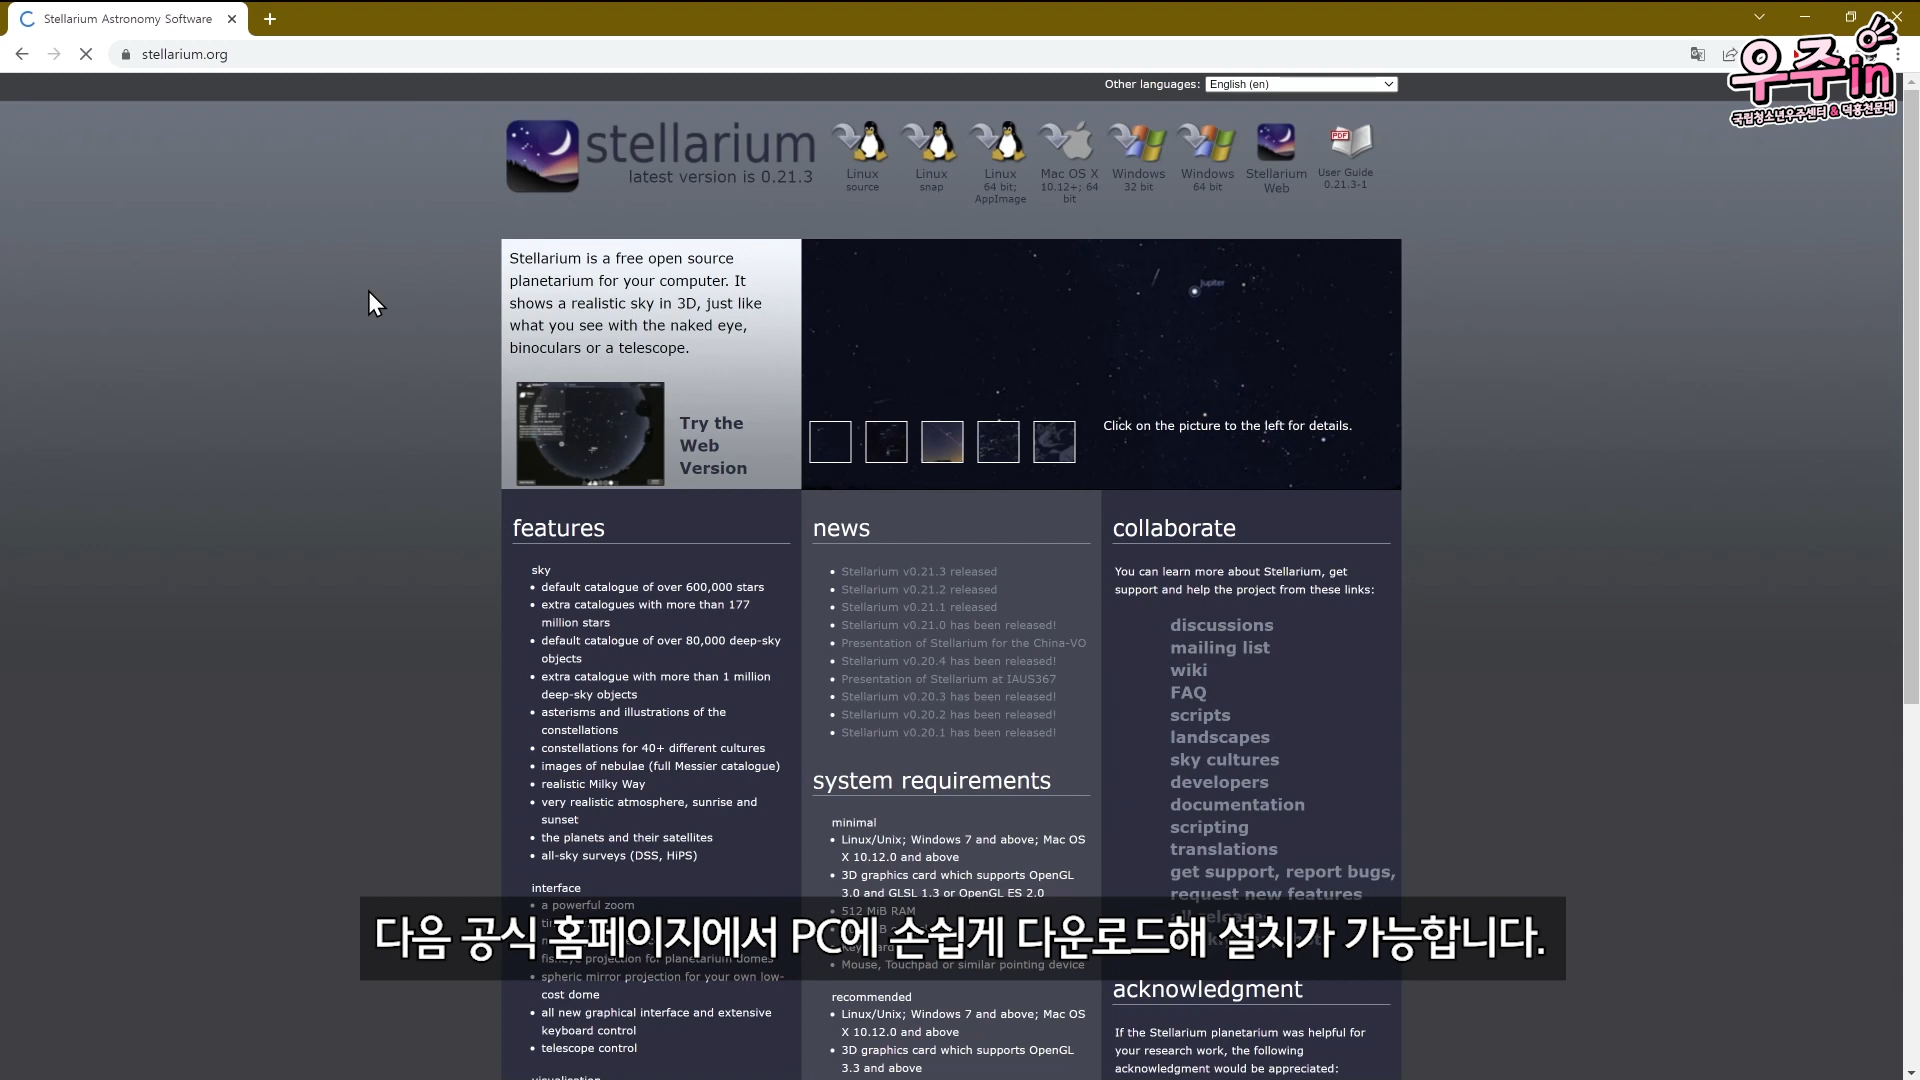 Stellarium Astronomy Software
stellarium.org
우주in
국립청소년우주센터 & 덕흥천문대
Other languages: English (en)
stellarium
latest version is 0.21.3
Linux
source
Linux
snap
Linux
64 bit;
AppImage
Mac OS X
10.12+; 64
bit
Windows
32 bit
Windows
64 bit
Stellarium
Web
PDF
User Guide
0.21.3-1
Stellarium is a free open source
planetarium for your computer. It
shows a realistic sky in 3D, just like
what you see with the naked eye,
binoculars or a telescope.
Try the
Web
Version
Jupiter
Click on the picture to the left for details.
features
sky
default catalogue of over 600,000 stars
extra catalogues with more than 177
million stars
default catalogue of over 80,000 deep-sky
objects
extra catalogue with more than 1 million
deep-sky objects
asterisms and illustrations of the
constellations
constellations for 40+ different cultures
images of nebulae (full Messier catalogue)
realistic Milky Way
very realistic atmosphere, sunrise and
sunset
the planets and their satellites
all-sky surveys (DSS, HiPS)
interface
a powerful zoom
fisheye projection for planetarium domes
spheric mirror projection for your own low-
cost dome
all new graphical interface and extensive
keyboard control
telescope control
news
Stellarium v0.21.3 released
Stellarium v0.21.2 released
Stellarium v0.21.1 released
Stellarium v0.21.0 has been released!
Presentation of Stellarium for the China-VO
Stellarium v0.20.4 has been released!
Presentation of Stellarium at IAUS367
Stellarium v0.20.3 has been released!
Stellarium v0.20.2 has been released!
Stellarium v0.20.1 has been released!
system requirements
minimal
Linux/Unix; Windows 7 and above; Mac OS
X 10.12.0 and above
3D graphics card which supports OpenGL
3.0 and GLSL 1.3 or OpenGL ES 2.0
512 MiB RAM
Mouse, Touchpad or similar pointing device
recommended
Linux/Unix; Windows 7 and above; Mac OS
X 10.12.0 and above
3D graphics card which supports OpenGL
3.3 and above
collaborate
You can learn more about Stellarium, get
support and help the project from these links:
discussions
mailing list
wiki
FAQ
scripts
landscapes
sky cultures
developers
documentation
scripting
translations
get support, report bugs,
request new features
acknowledgment
If the Stellarium planetarium was helpful for
your research work, the following
acknowledgment would be appreciated:
다음 공식 홈페이지에서 PC에 손쉽게 다운로드해 설치가 가능합니다.